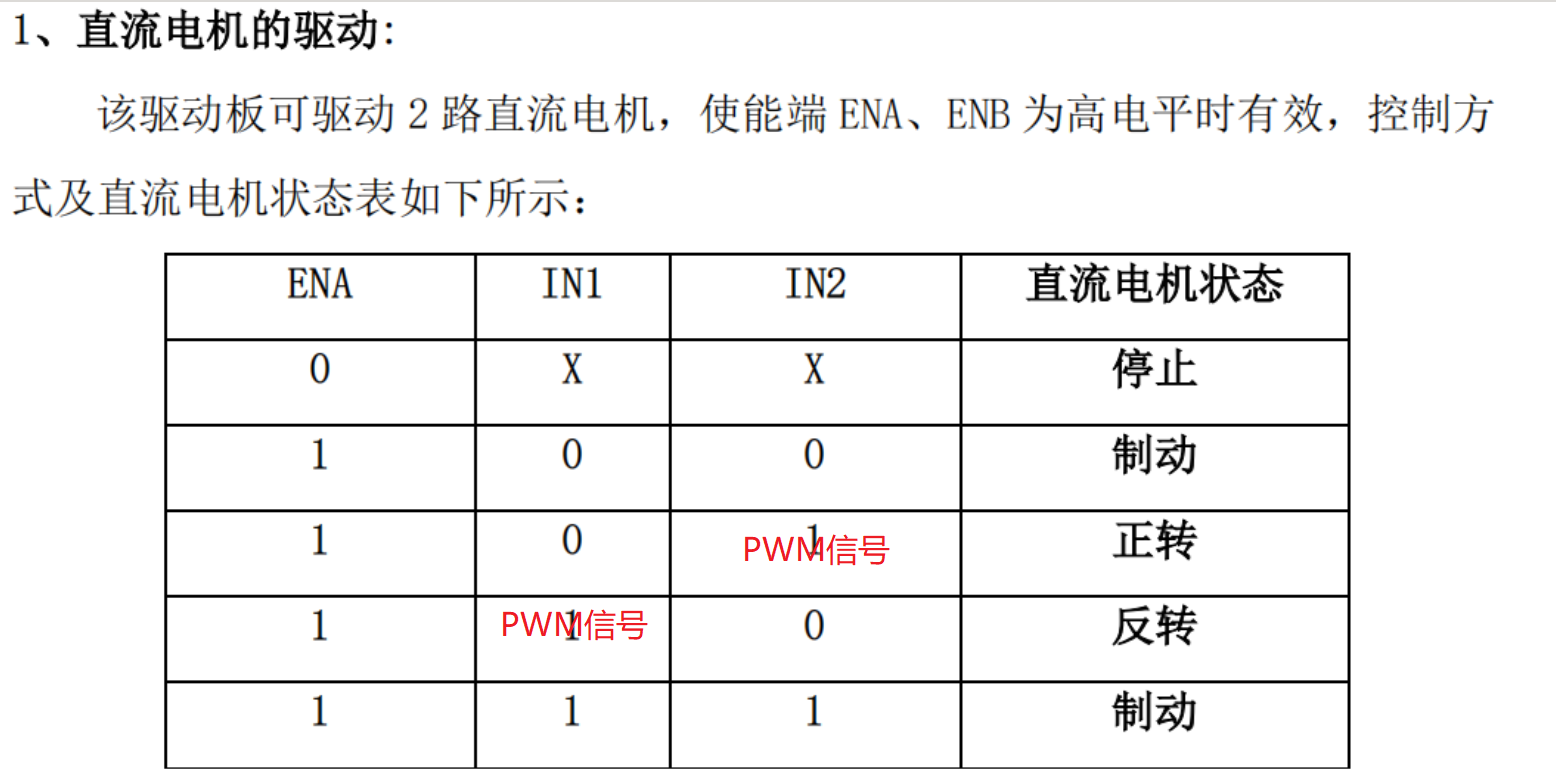 1、直流电机的驱动:
该驱动板可驱动 2 路直流电机，使能端 ENA、ENB 为高电平时有效，控制方
式及直流电机状态表如下所示：
ENA IN1 IN2 直流电机状态
0 X X 停止
1 0 0 制动
1 0 1 PWM信号 正转
1 1 PWM信号 0 反转
1 1 1 制动